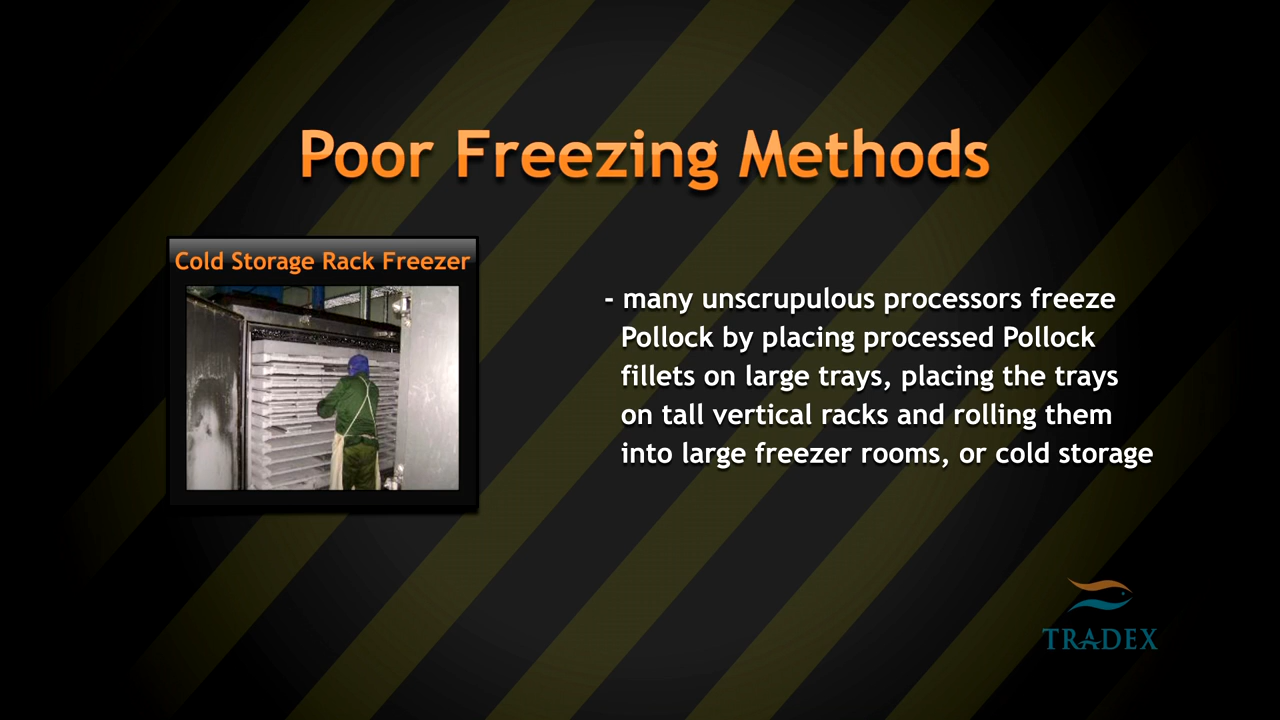 Poor Freezing Methods
Cold Storage Rack Freezer
- many unscrupulous processors freeze
Pollock by placing processed Pollock
fillets on large trays, placing the trays
on tall vertical racks and rolling them
into large freezer rooms, or cold storage
TRADEX